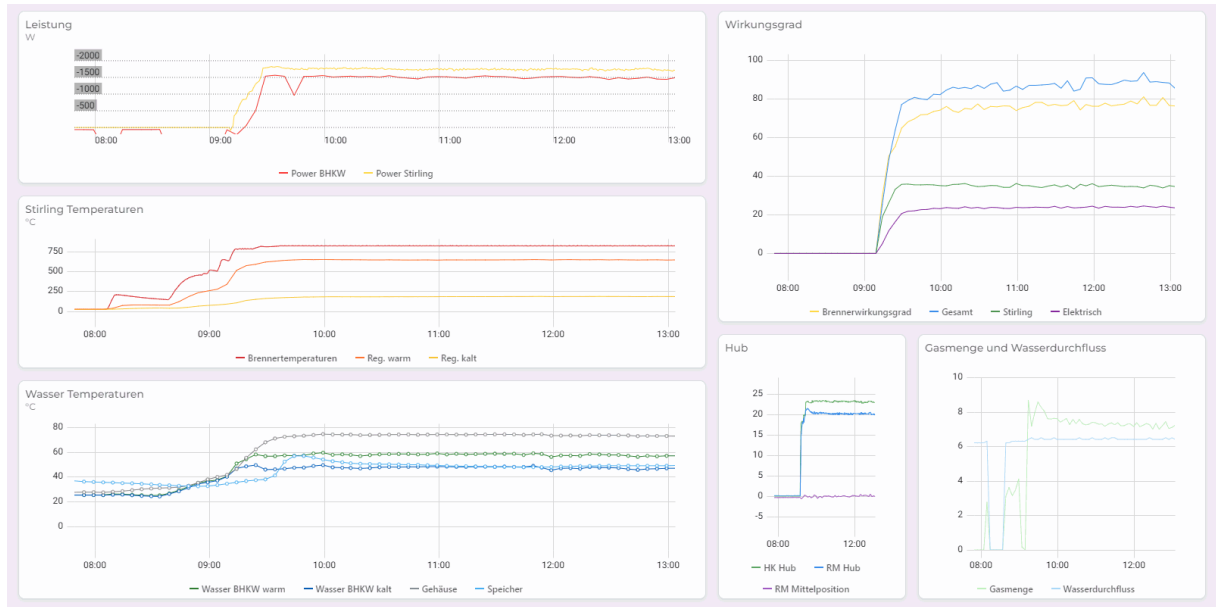 Leistung
W
-2000
-1500
-1000
-500
08:00 09:00 10:00 11:00 12:00 13:00
Power BHKW Power Stirling
Stirling Temperaturen
°C
750
500
250
0
08:00 09:00 10:00 11:00 12:00 13:00
Brennertemperaturen Reg. warm Reg. kalt
Wasser Temperaturen
°C
80
60
40
20
0
08:00 09:00 10:00 11:00 12:00 13:00
Wasser BHKW warm Wasser BHKW kalt Gehäuse Speicher
Wirkungsgrad
100
80
60
40
20
0
08:00 09:00 10:00 11:00 12:00 13:00
Brennerwirkungsgrad Gesamt Stirling Elektrisch
Hub
25
20
15
10
5
0
-5
08:00 12:00
HK Hub RM Hub
RM Mittelposition
Gasmenge und Wasserdurchfluss
10
8
6
4
2
0
08:00 10:00 12:00
Gasmenge Wasserdurchfluss